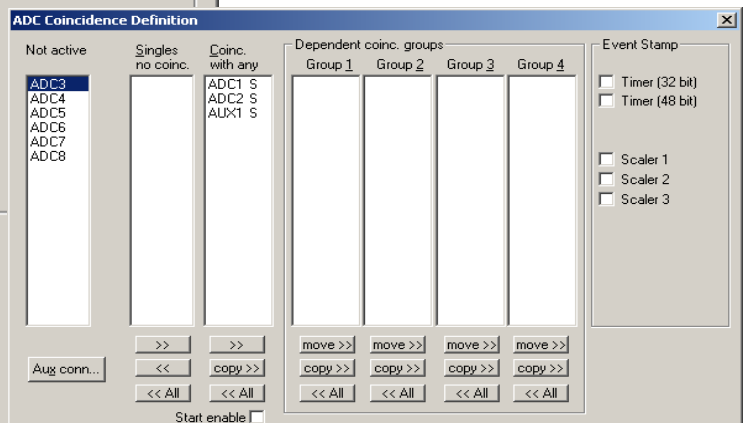 ADC Coincidence Definition
Not active
Singles
no coinc.
Coinc.
with any
Dependent coinc. groups
Group 1
Group 2
Group 3
Group 4
Event Stamp
ADC3
ADC4
ADC5
ADC6
ADC7
ADC8
ADC1 S
ADC2 S
AUX1 S
Timer (32 bit)
Timer (48 bit)
Scaler 1
Scaler 2
Scaler 3
>>
>>
move >>
move >>
move >>
move >>
Aux conn...
<<
copy >>
copy >>
copy >>
copy >>
copy >>
<< All
<< All
<< All
<< All
<< All
<< All
Start enable